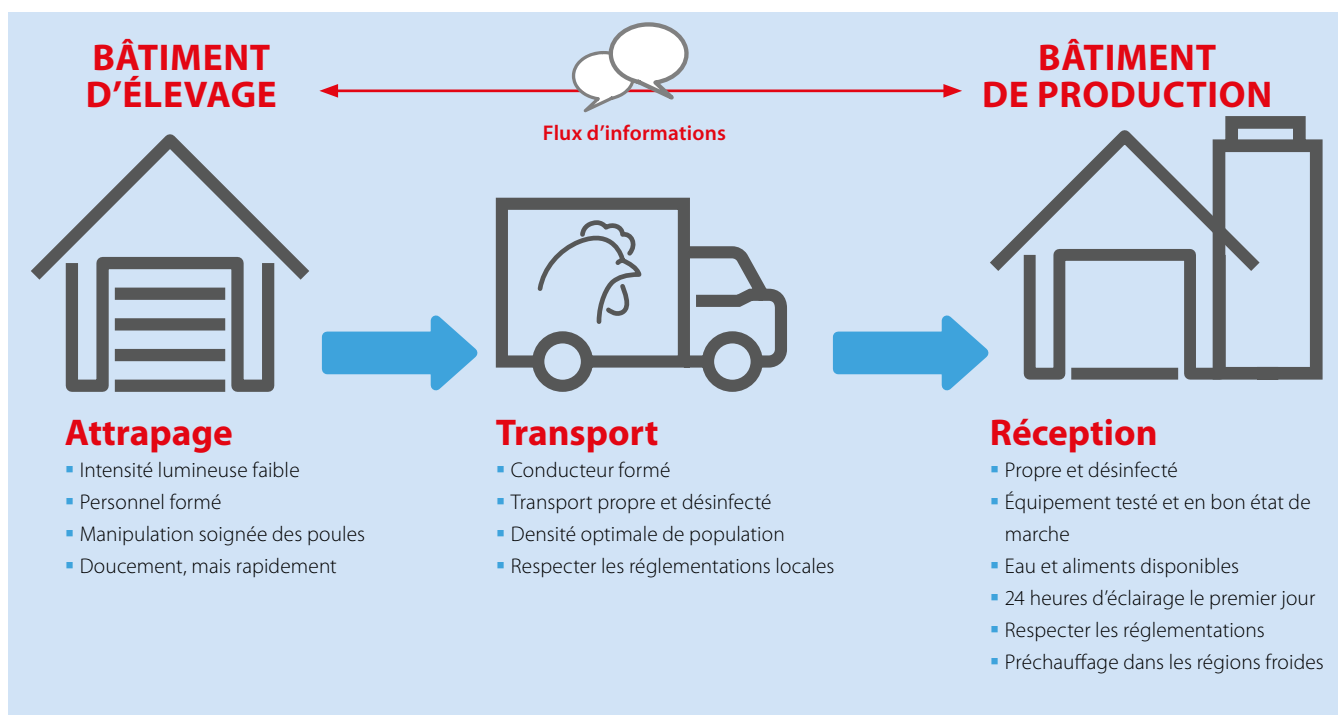 BÂTIMENT
D’ÉLEVAGE
Flux d’informations
BÂTIMENT
DE PRODUCTION
Attrapage
▪ Intensité lumineuse faible
▪ Personnel formé
▪ Manipulation soignée des poules
▪ Doucement, mais rapidement
Transport
▪ Conducteur formé
▪ Transport propre et désinfecté
▪ Densité optimale de population
▪ Respecter les réglementations locales
Réception
▪ Propre et désinfecté
▪ Équipement testé et en bon état de
marche
▪ Eau et aliments disponibles
▪ 24 heures d’éclairage le premier jour
▪ Respecter les réglementations
▪ Préchauffage dans les régions froides